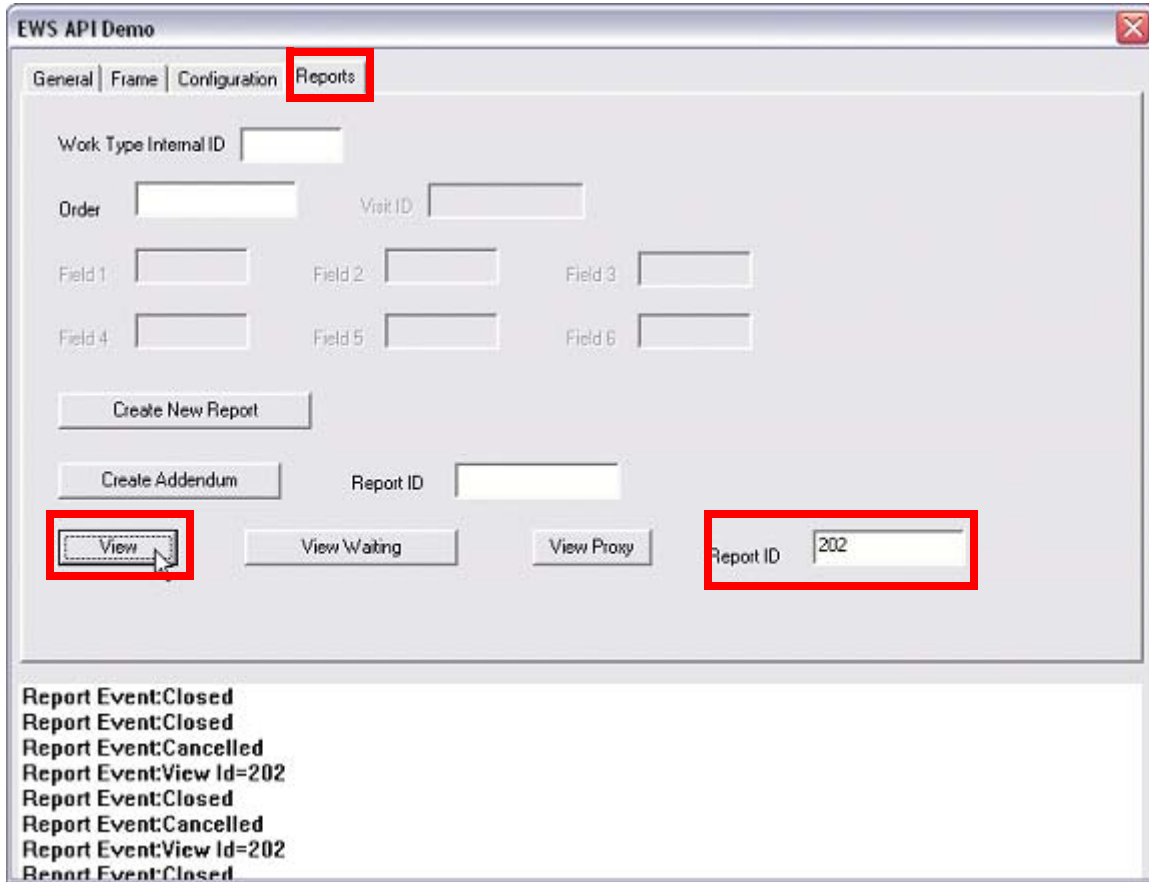 EWS API Demo
General Frame Configuration Reports
Work Type Internal ID
Order Visit ID
Field 1 Field 2 Field 3
Field 4 Field 5 Field 6
Create New Report
Create Addendum Report ID
View View Waiting View Proxy Report ID 202
Report Event:Closed
Report Event:Closed
Report Event:Cancelled
Report Event:View Id=202
Report Event:Closed
Report Event:Cancelled
Report Event:View Id=202
Report Event:Closed